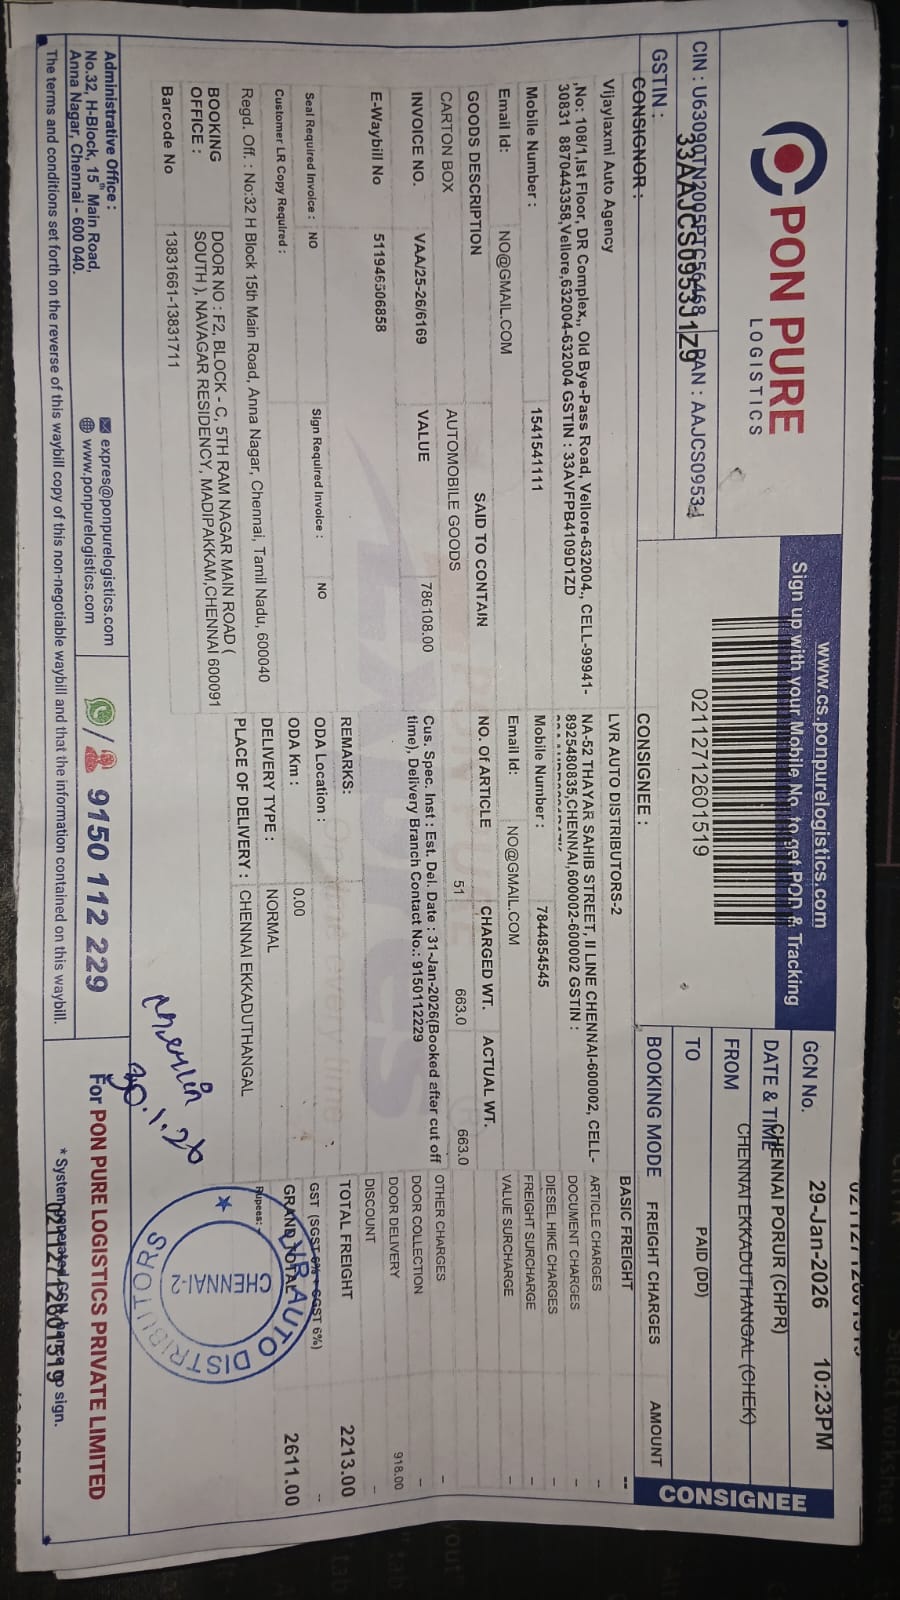 PON PURE
LOGISTICS
www.cs.ponpurelogistics.com
Sign up with your Mobile No. to get POD & Tracking
02112712601519
CIN : U63090TN2005PTC56468 PAN : AAJCS0953J
GSTIN : 33AAJCS0953J1Z9
GCN No.
29-Jan-2026 10:23PM
DATE & TIME
CHENNAI PORUR (CHPR)
FROM
CHENNAI EKKADUTHANGAL (CHEK)
TO
PAID (DD)
CONSIGNEE
BOOKING MODE FREIGHT CHARGES AMOUNT
CONSIGNOR :
Vijaylaxmi Auto Agency
,No: 108/1,Ist Floor, DR Complex,, Old Bye-Pass Road, Vellore-632004., CELL-99941-
30831 8870443358,Vellore,632004-632004 GSTIN : 33AVFPB4109D1ZD
Mobile Number : 1541541111
Email Id: NO@GMAIL.COM
CONSIGNEE :
LVR AUTO DISTRIBUTORS-2
NA-52 THAYAR SAHIB STREET, II LINE CHENNAI-600002, CELL-
8925480835,CHENNAI,600002-600002 GSTIN :
Mobile Number : 7844854545
Email Id: NO@GMAIL.COM
GOODS DESCRIPTION SAID TO CONTAIN NO. Of ARTICLE CHARGED WT. ACTUAL WT.
CARTON BOX AUTOMOBILE GOODS 51 663.0 663.0
INVOICE NO. VAA/25-26/6169 VALUE 786108.00
Cus. Spec. Inst : Est. Del. Date : 31-Jan-2026(Booked after cut off
time), Delivery Branch Contact No.: 9150112229
E-Waybill No 511946506858
REMARKS:
Seal Required Invoice : NO Sign Required Invoice : NO
ODA Location :
Customer LR Copy Required :
ODA Km : 0.00
Regd. Off. : No:32 H Block 15th Main Road, Anna Nagar, Chennai, Tamil Nadu, 600040
DELIVERY TYPE : NORMAL
BOOKING OFFICE : DOOR NO : F2, BLOCK - C, 5TH RAM NAGAR MAIN ROAD (
SOUTH ), NAVAGAR RESIDENCY, MADIPAKKAM,CHENNAI 600091
PLACE OF DELIVERY : CHENNAI EKKADUTHANGAL
Barcode No 13831661-13831711
BASIC FREIGHT --
ARTICLE CHARGES -
DOCUMENT CHARGES -
DIESEL HIKE CHARGES -
FREIGHT SURCHARGE -
VALUE SURCHARGE -
OTHER CHARGES -
DOOR COLLECTION -
DOOR DELIVERY 918.00
DISCOUNT -
TOTAL FREIGHT 2213.00
GST (SGST 6% + CGST 6%) -
GRAND TOTAL 2611.00
Rupees:
30.1.26
LVR AUTO DISTRIBUTORS
CHENNAI-2
Administrative Office :
No.32, H-Block, 15th Main Road,
Anna Nagar, Chennai - 600 040.
expres@ponpurelogistics.com
www.ponpurelogistics.com
9150 112 229
For PON PURE LOGISTICS PRIVATE LIMITED
The terms and conditions set forth on the reverse of this waybill copy of this non-negotiable waybill and that the information contained on this waybill.
02112712601519